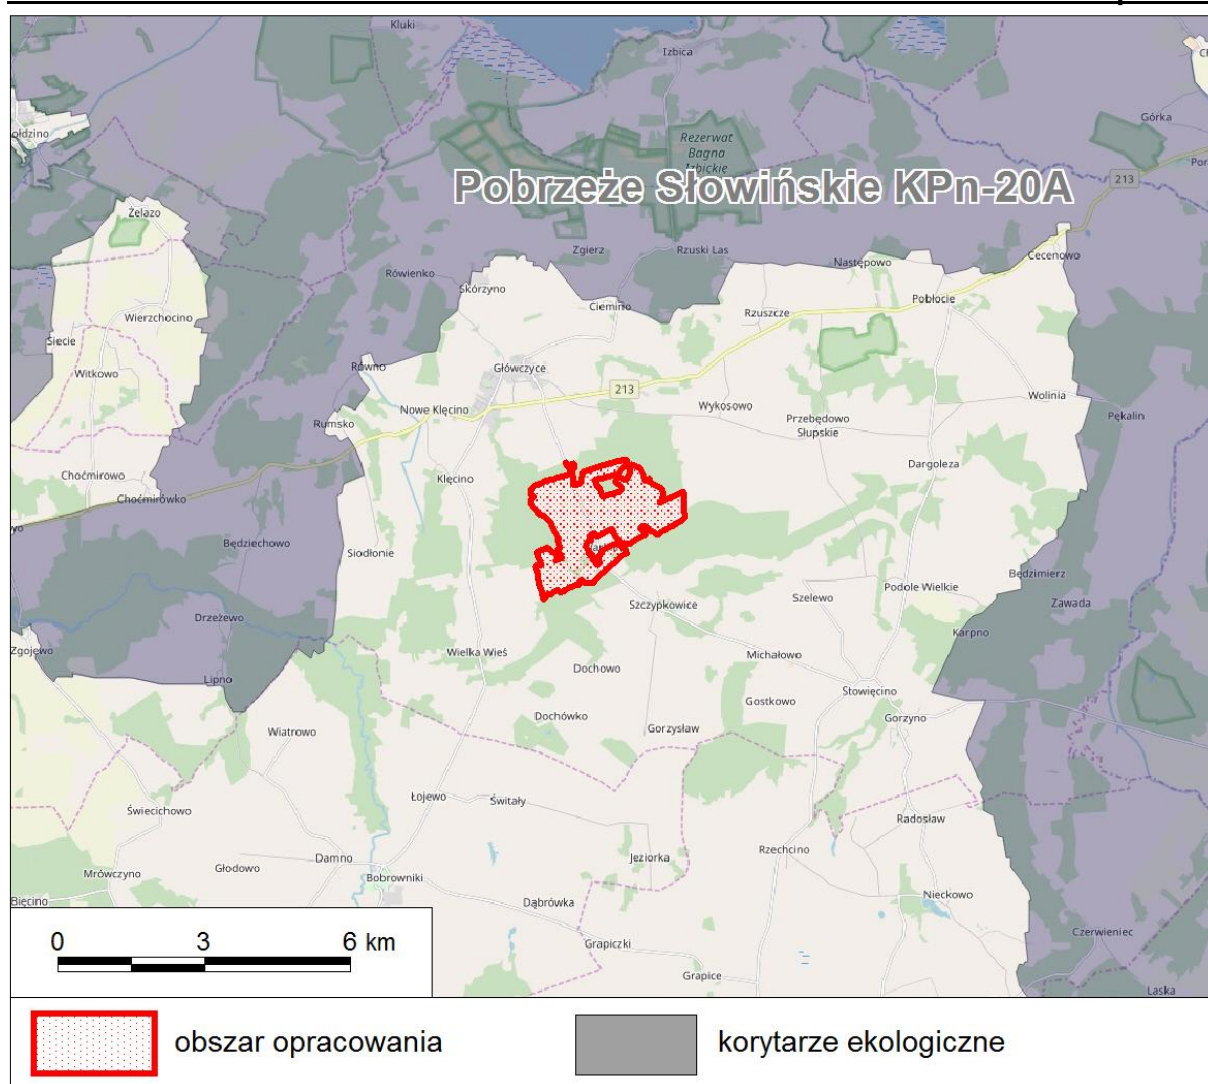 Kluki
Izbica
Górka
Rezerwat
Bagna
Izbickie
213
Pobrzeże Słowińskie KPn-20A
Żelazo
Zgierz
Rzuski Las
Cecenowo
Rówienko
Następowo
Skórzyno
Pobłocie
Ciemino
Wierzchocino
Rzuszcze
Siecie
Równo
Główczyce
Witkowo
213
Wolinia
Nowe Klęcino
Wykosowo
Pękalin
Rumsko
Przebędowo
Słupskie
Dargoleza
Choćmirowo
Klęcino
Choćmirówko
Będziechowo
Siodłonie
Będzimierz
Podole Wielkie
Szelewo
Zawada
Szczypkowice
Drzeżewo
Karpno
Zgojewo
Wielka Wieś
Michałowo
Dochowo
Lipno
Stowięcino
Gostkowo
Dochówko
Gorzyno
Wiatrowo
Gorzysław
Łojewo
Świtały
Święcichowo
Radosław
Rzechcino
Damno
Jeziorka
Głodowo
Mrówczyno
Bobrowniki
Nieckowo
Bięcino
Dąbrówka
Czerwieniec
Grapiczki
Grapice
Laska
0 3 6 km
obszar opracowania
korytarze ekologiczne